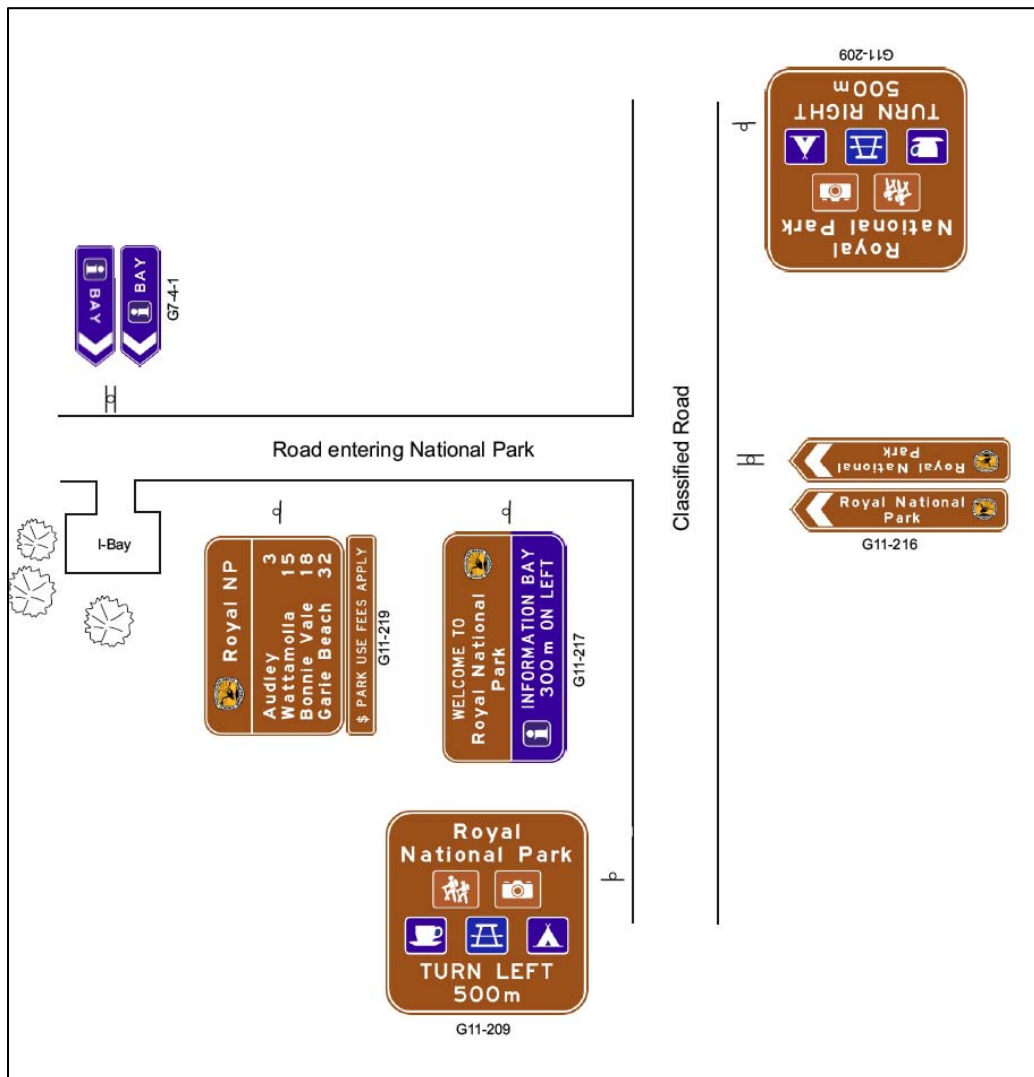 G11-209
Royal
National Park
TURN RIGHT
500m
i BAY
i BAY
G7-4-1
Road entering National Park
Classified Road
Royal National
Park
Royal National
Park
G11-216
I-Bay
Royal NP
Audley 3
Wattamolla 15
Bonnie Vale 18
Garie Beach 32
$ PARK USE FEES APPLY
G11-219
WELCOME TO
Royal National
Park
i INFORMATION BAY
300m ON LEFT
G11-217
Royal
National Park
TURN LEFT
500m
G11-209